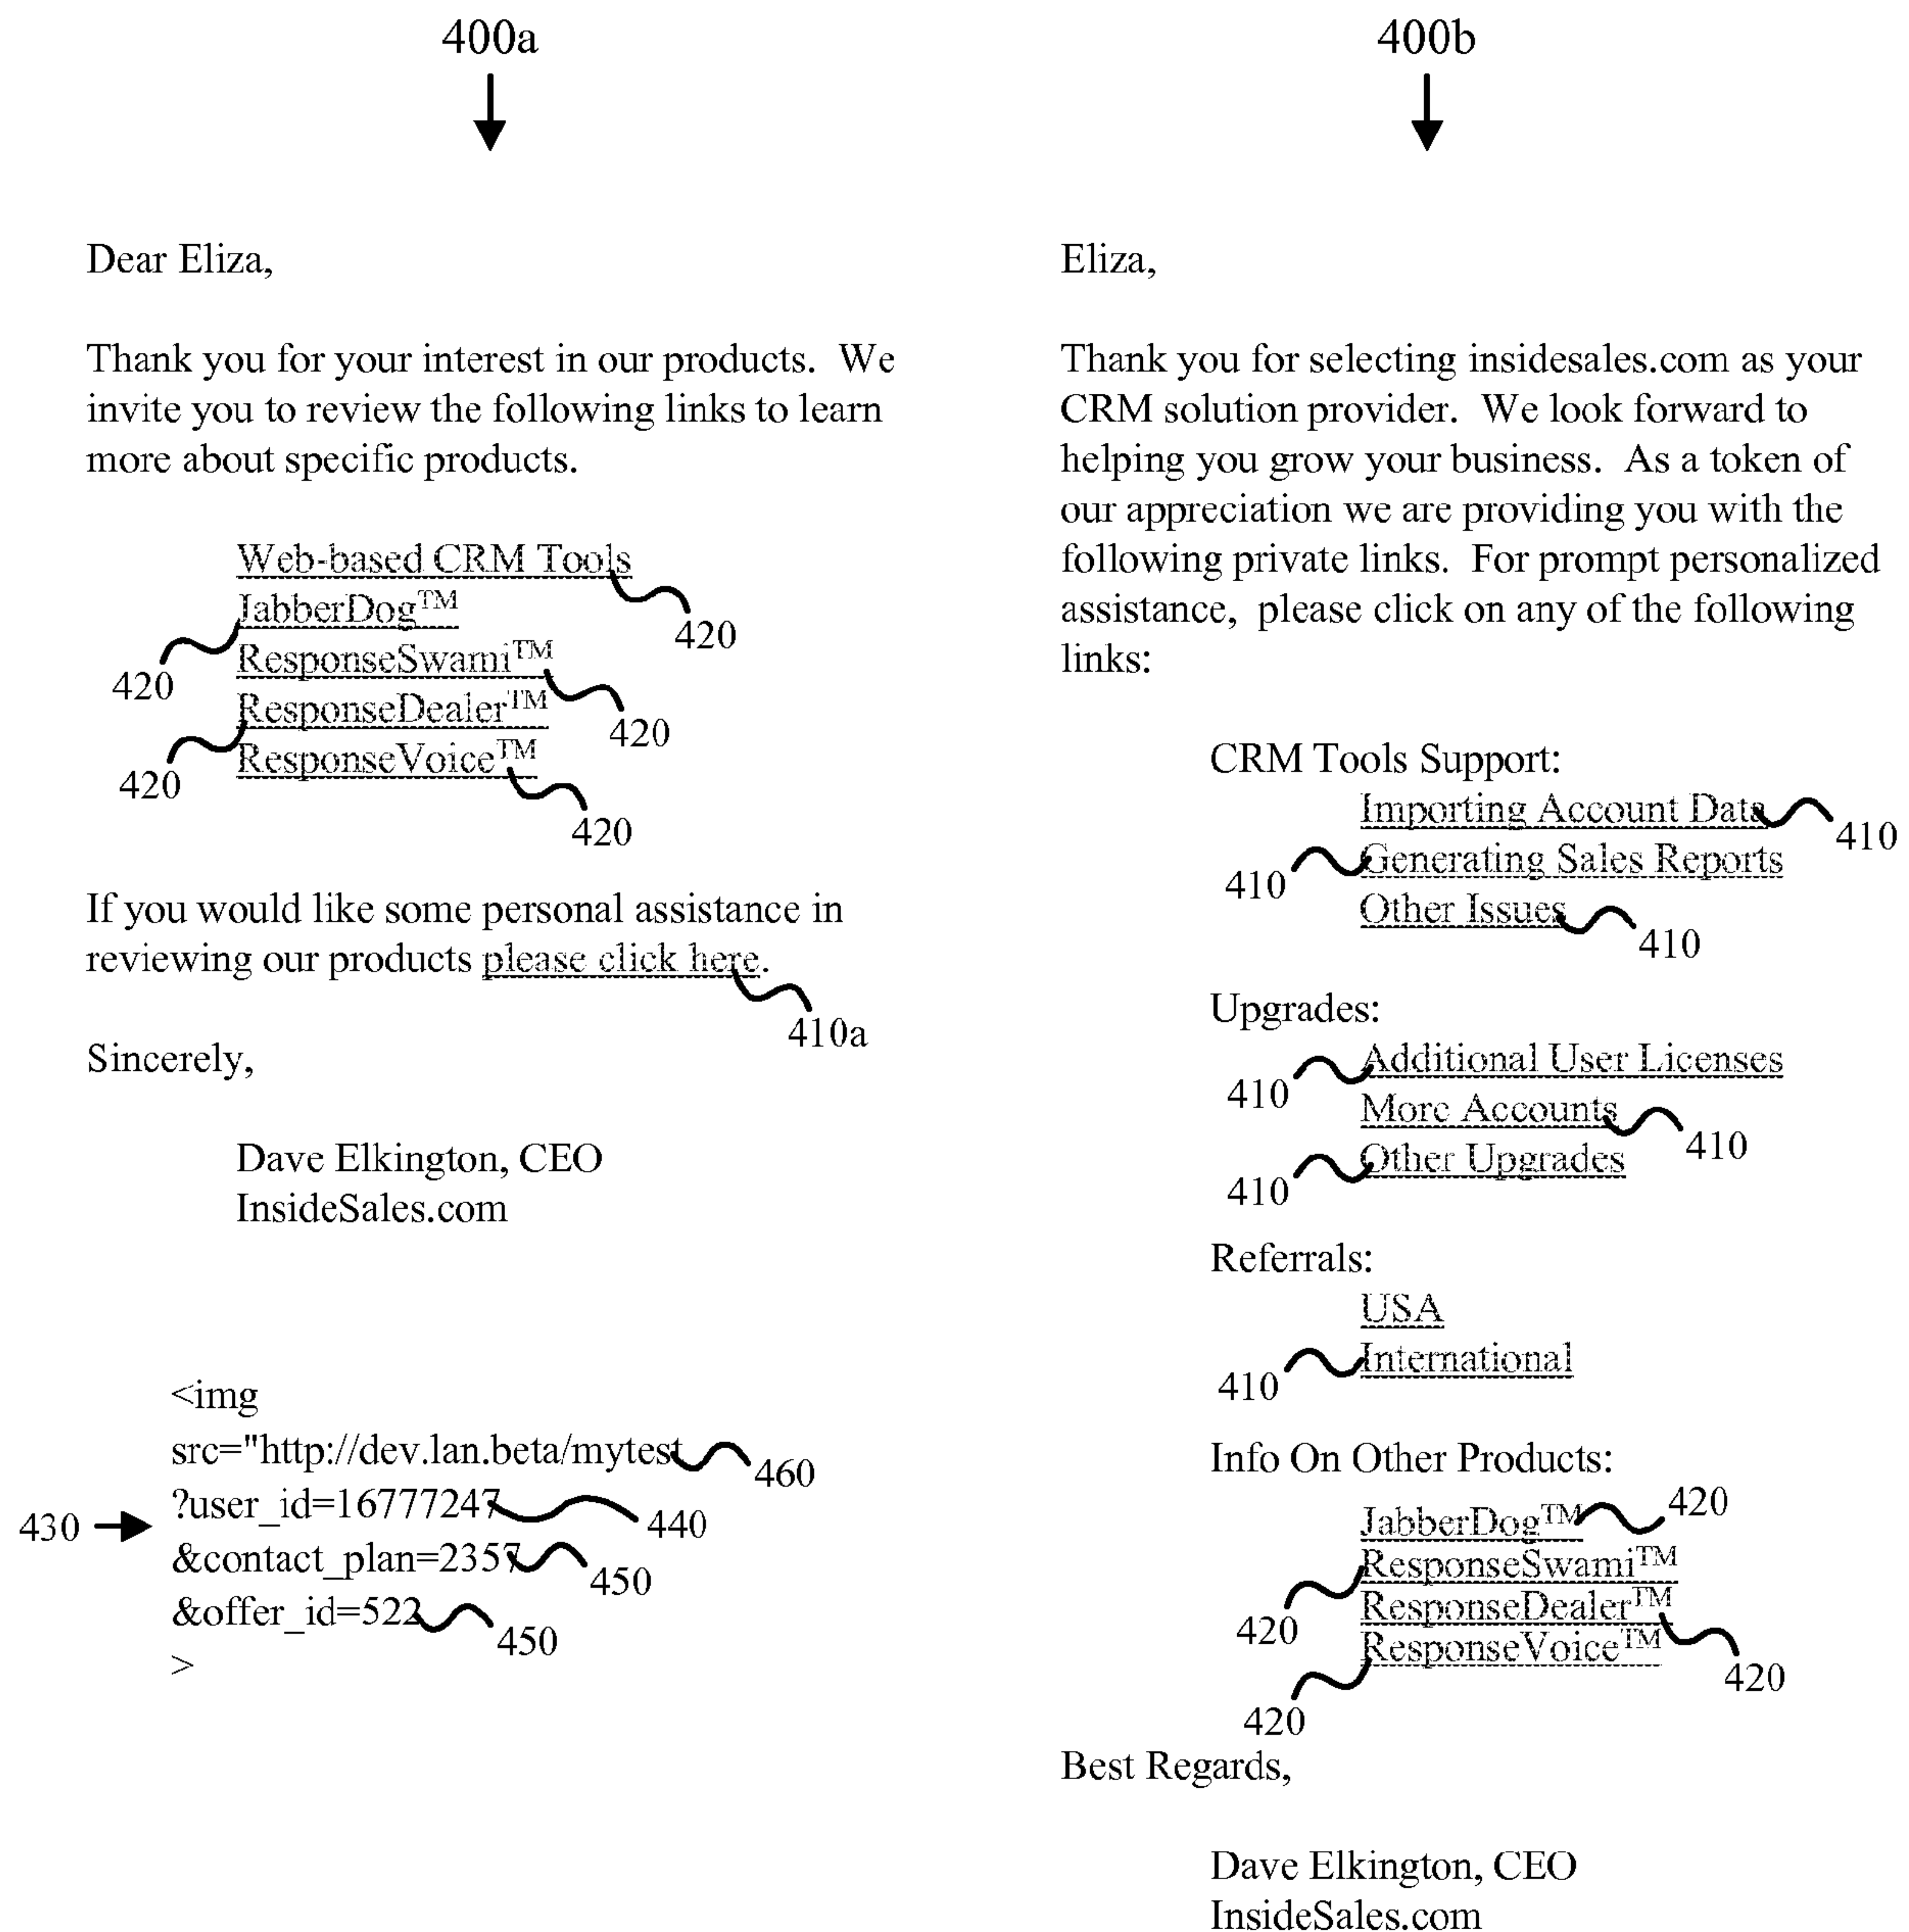 400a
Dear Eliza,
Thank you for your interest in our products. We
invite you to review the following links to learn
more about specific products.
Web-based CRM Tools
420
JabberDog™
420
ResponseSwami™
420
ResponseDealer™
420
ResponseVoice™
420
If you would like some personal assistance in
reviewing our products please click here.
410a
Sincerely,
Dave Elkington, CEO
InsideSales.com
<img
src="http://dev.lan.beta/mytest
460
430
?user_id=16777247
440
&contact_plan=2357
450
&offer_id=522
450
>
400b
Eliza,
Thank you for selecting insidesales.com as your
CRM solution provider. We look forward to
helping you grow your business. As a token of
our appreciation we are providing you with the
following private links. For prompt personalized
assistance, please click on any of the following
links:
CRM Tools Support:
Importing Account Data
410
Generating Sales Reports
410
Other Issues
410
Upgrades:
Additional User Licenses
410
More Accounts
410
Other Upgrades
410
Referrals:
USA
International
410
Info On Other Products:
JabberDog™
420
ResponseSwami™
420
ResponseDealer™
420
ResponseVoice™
420
Best Regards,
Dave Elkington, CEO
InsideSales.com